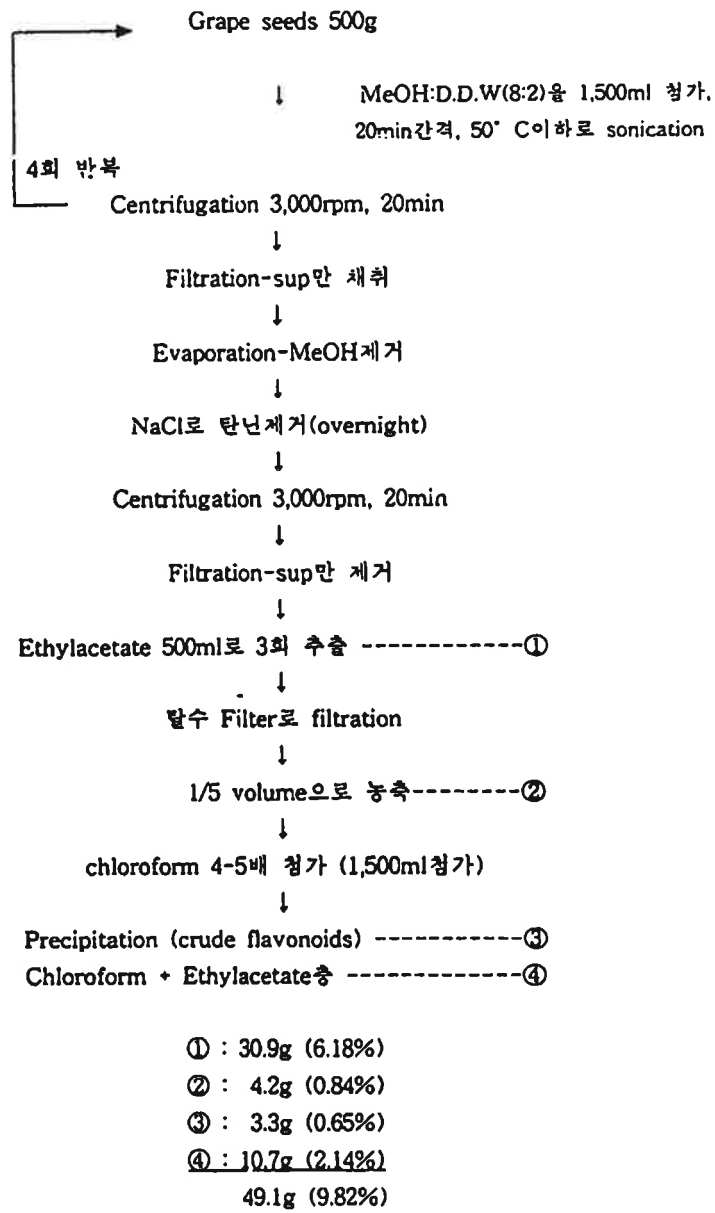 Grape seeds 500g
↓ MeOH:D.D.W(8:2)을 1,500ml 첨가,
20min간격, 50° C이하로 sonication
4회 반복
Centrifugation 3,000rpm, 20min
↓
Filtration-sup만 채취
↓
Evaporation-MeOH제거
↓
NaCl로 탄닌제거(overnight)
↓
Centrifugation 3,000rpm, 20min
↓
Filtration-sup만 제거
↓
Ethylacetate 500ml로 3회 추출 ------------①
↓
탈수 Filter로 filtration
↓
1/5 volume으로 농축--------②
↓
chloroform 4-5배 첨가 (1,500ml첨가)
↓
Precipitation (crude flavonoids) -----------③
Chloroform + Ethylacetate층 ------------④
① : 30.9g (6.18%)
② : 4.2g (0.84%)
③ : 3.3g (0.65%)
④ : 10.7g (2.14%)
49.1g (9.82%)